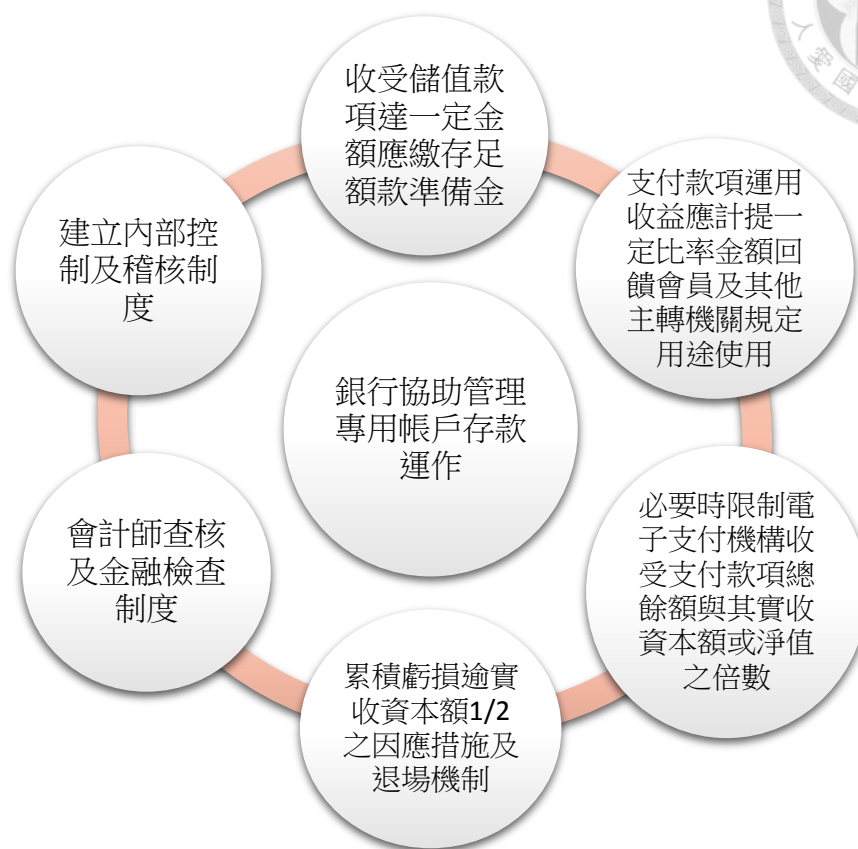 收受儲值款
項達一定金
額應繳存足
額款準備金
支付款項運用
收益應計提一
定比率金額回
饋會員及其他
主轉機關規定
用途使用
建立內部控
制及稽核制
度
銀行協助管理
專用帳戶存款
運作
必要時限制電
子支付機構收
受支付款項總
餘額與其實收
資本額或淨值
之倍數
會計師查核
及金融檢查
制度
累積虧損逾實
收資本額1/2
之因應措施及
退場機制
人愛國